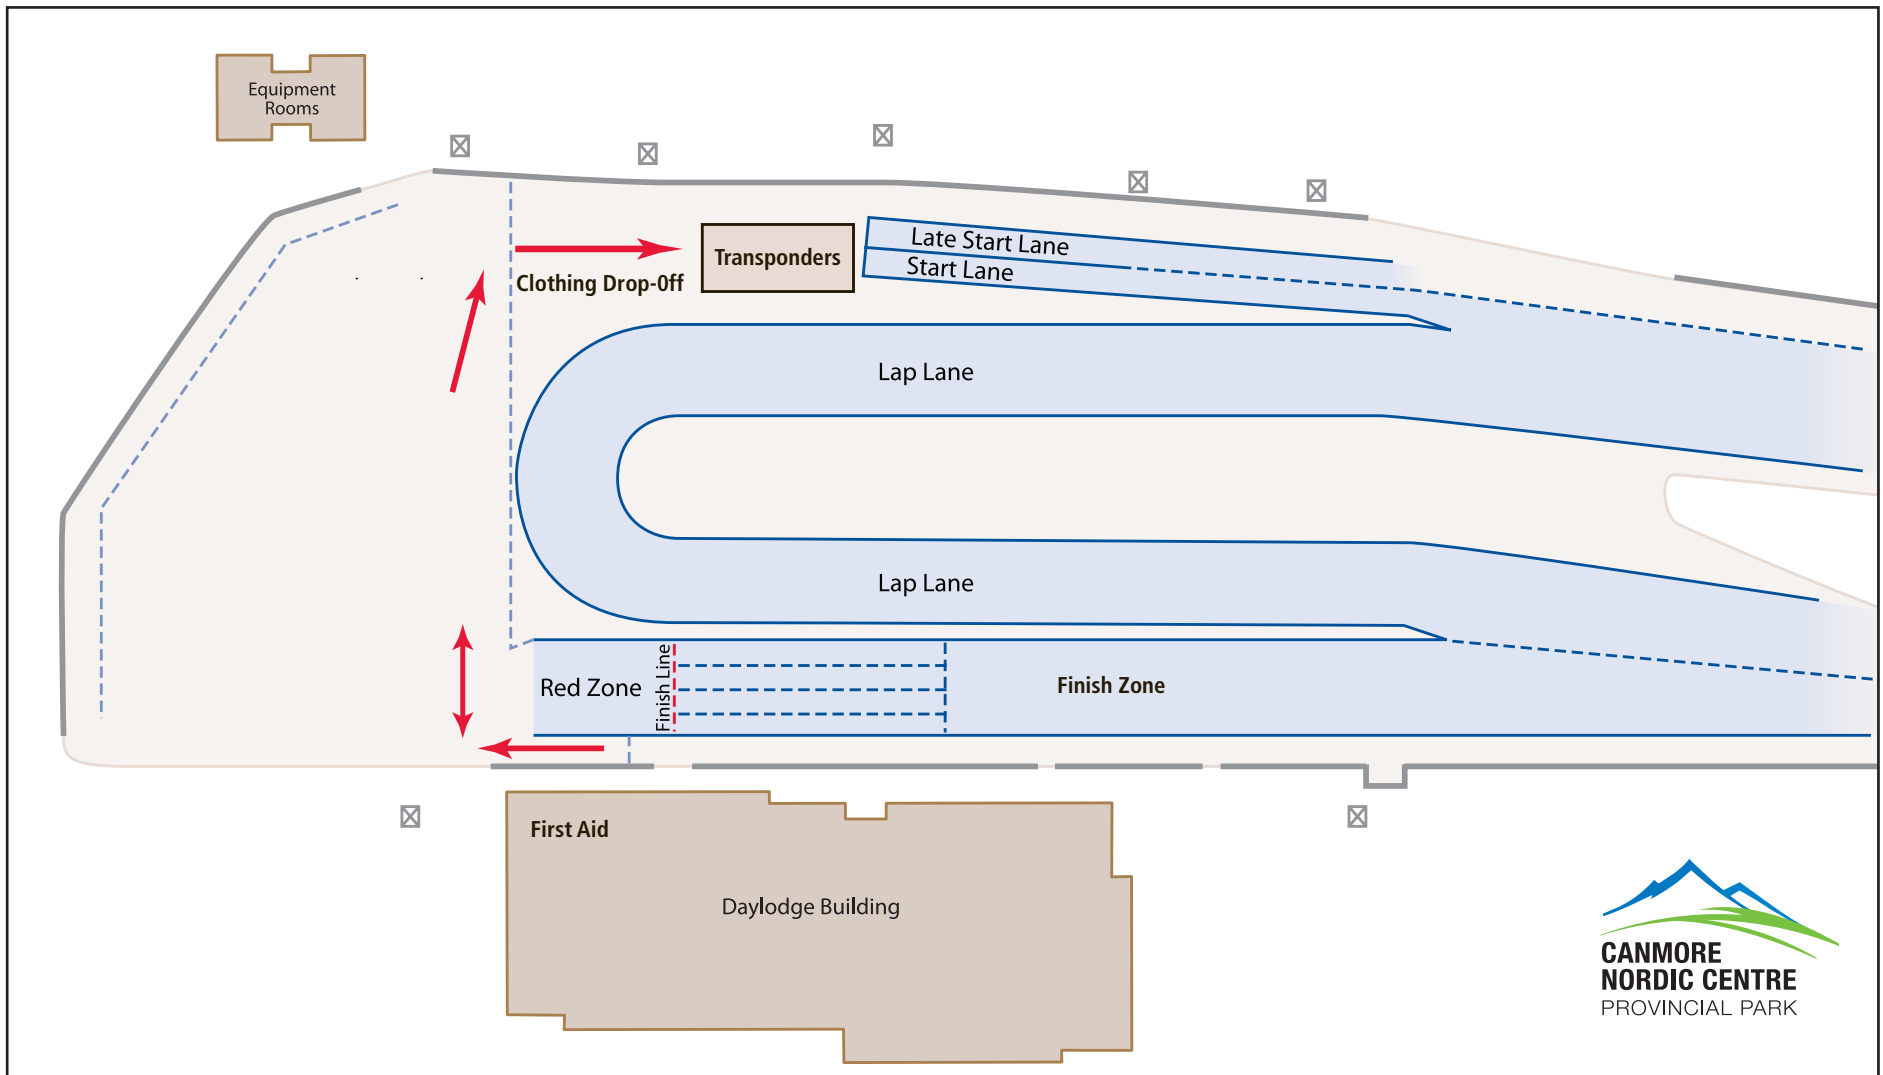 Equipment
Rooms
Late Start Lane
Transponders
Start Lane
Clothing Drop-Off
Lap Lane
Lap Lane
Red Zone
Finish Line
Finish Zone
First Aid
Daylodge Building
CANMORE
NORDIC CENTRE
PROVINCIAL PARK